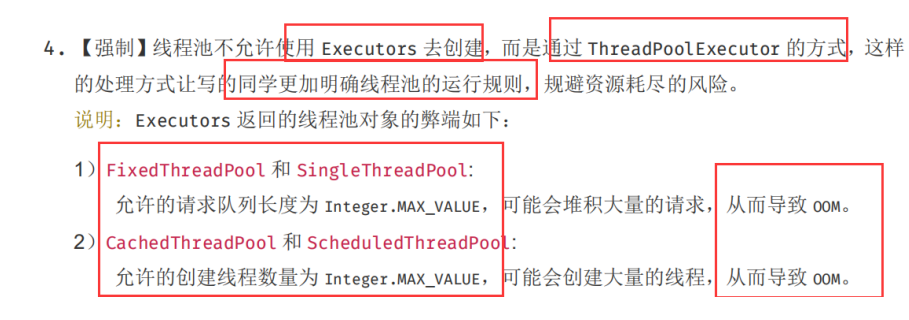 4. 【强制】线程池不允许使用 Executors 去创建，而是通过 ThreadPoolExecutor 的方式，这样
的处理方式让写的同学更加明确线程池的运行规则，规避资源耗尽的风险。
说明：Executors 返回的线程池对象的弊端如下：
1） FixedThreadPool 和 SingleThreadPool:
允许的请求队列长度为 Integer.MAX_VALUE，可能会堆积大量的请求，从而导致 OOM。
2） CachedThreadPool 和 ScheduledThreadPool:
允许的创建线程数量为 Integer.MAX_VALUE，可能会创建大量的线程，从而导致 OOM。